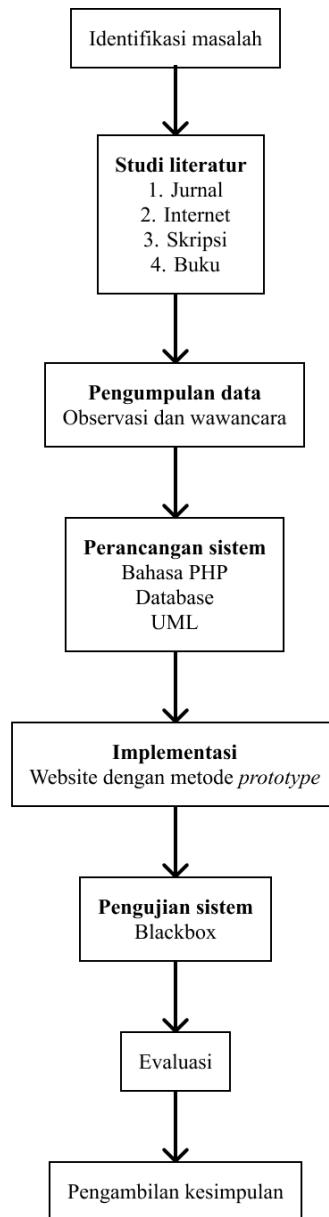 Identifikasi masalah
Studi literatur
1. Jurnal
2. Internet
3. Skripsi
4. Buku
Pengumpulan data
Observasi dan wawancara
Perancangan sistem
Bahasa PHP
Database
UML
Implementasi
Website dengan metode prototype
Pengujian sistem
Blackbox
Evaluasi
Pengambilan kesimpulan